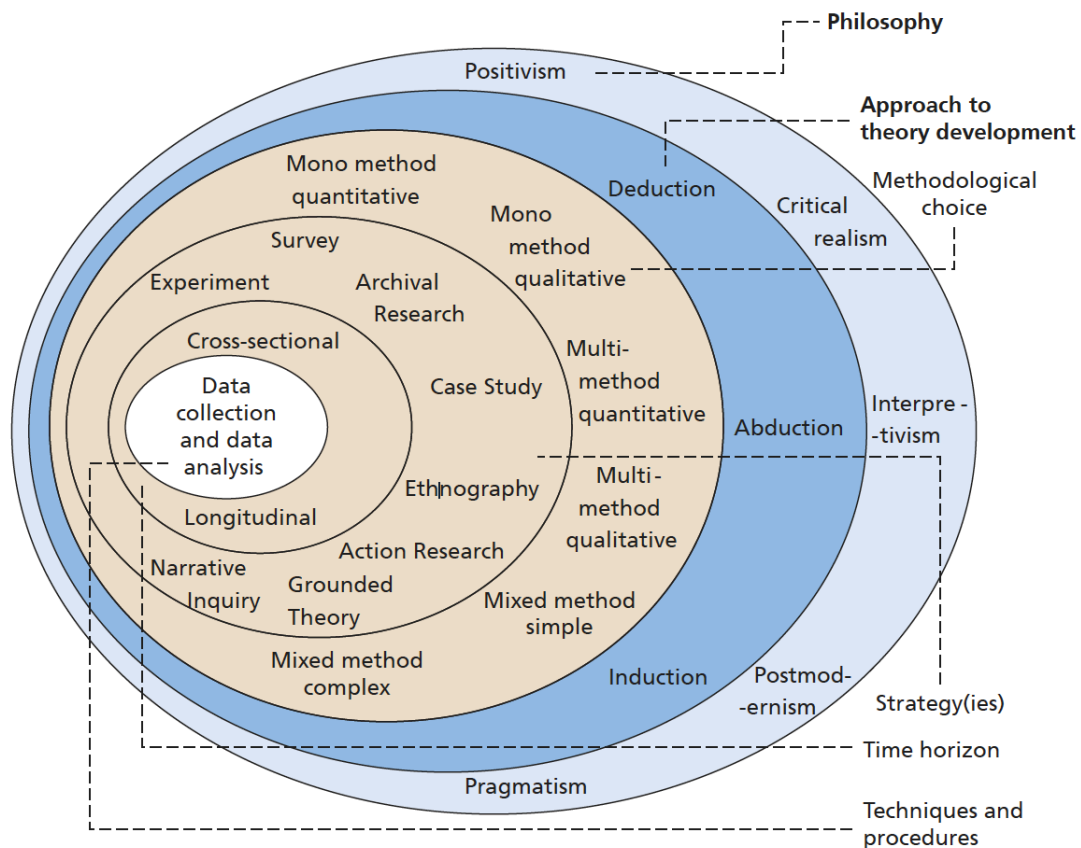 Philosophy
Positivism
Approach to
theory development
Mono method
quantitative
Deduction
Methodological
choice
Critical
realism
Mono
method
qualitative
Survey
Experiment
Archival
Research
Cross-sectional
Multi-
method
quantitative
Data
collection
and data
analysis
Case Study
Abduction
Interpre -
-tivism
Ethnography
Multi-
method
qualitative
Longitudinal
Action Research
Narrative
Inquiry
Grounded
Theory
Mixed method
simple
Mixed method
complex
Induction
Postmod-
-ernism
Strategy(ies)
Time horizon
Pragmatism
Techniques and
procedures